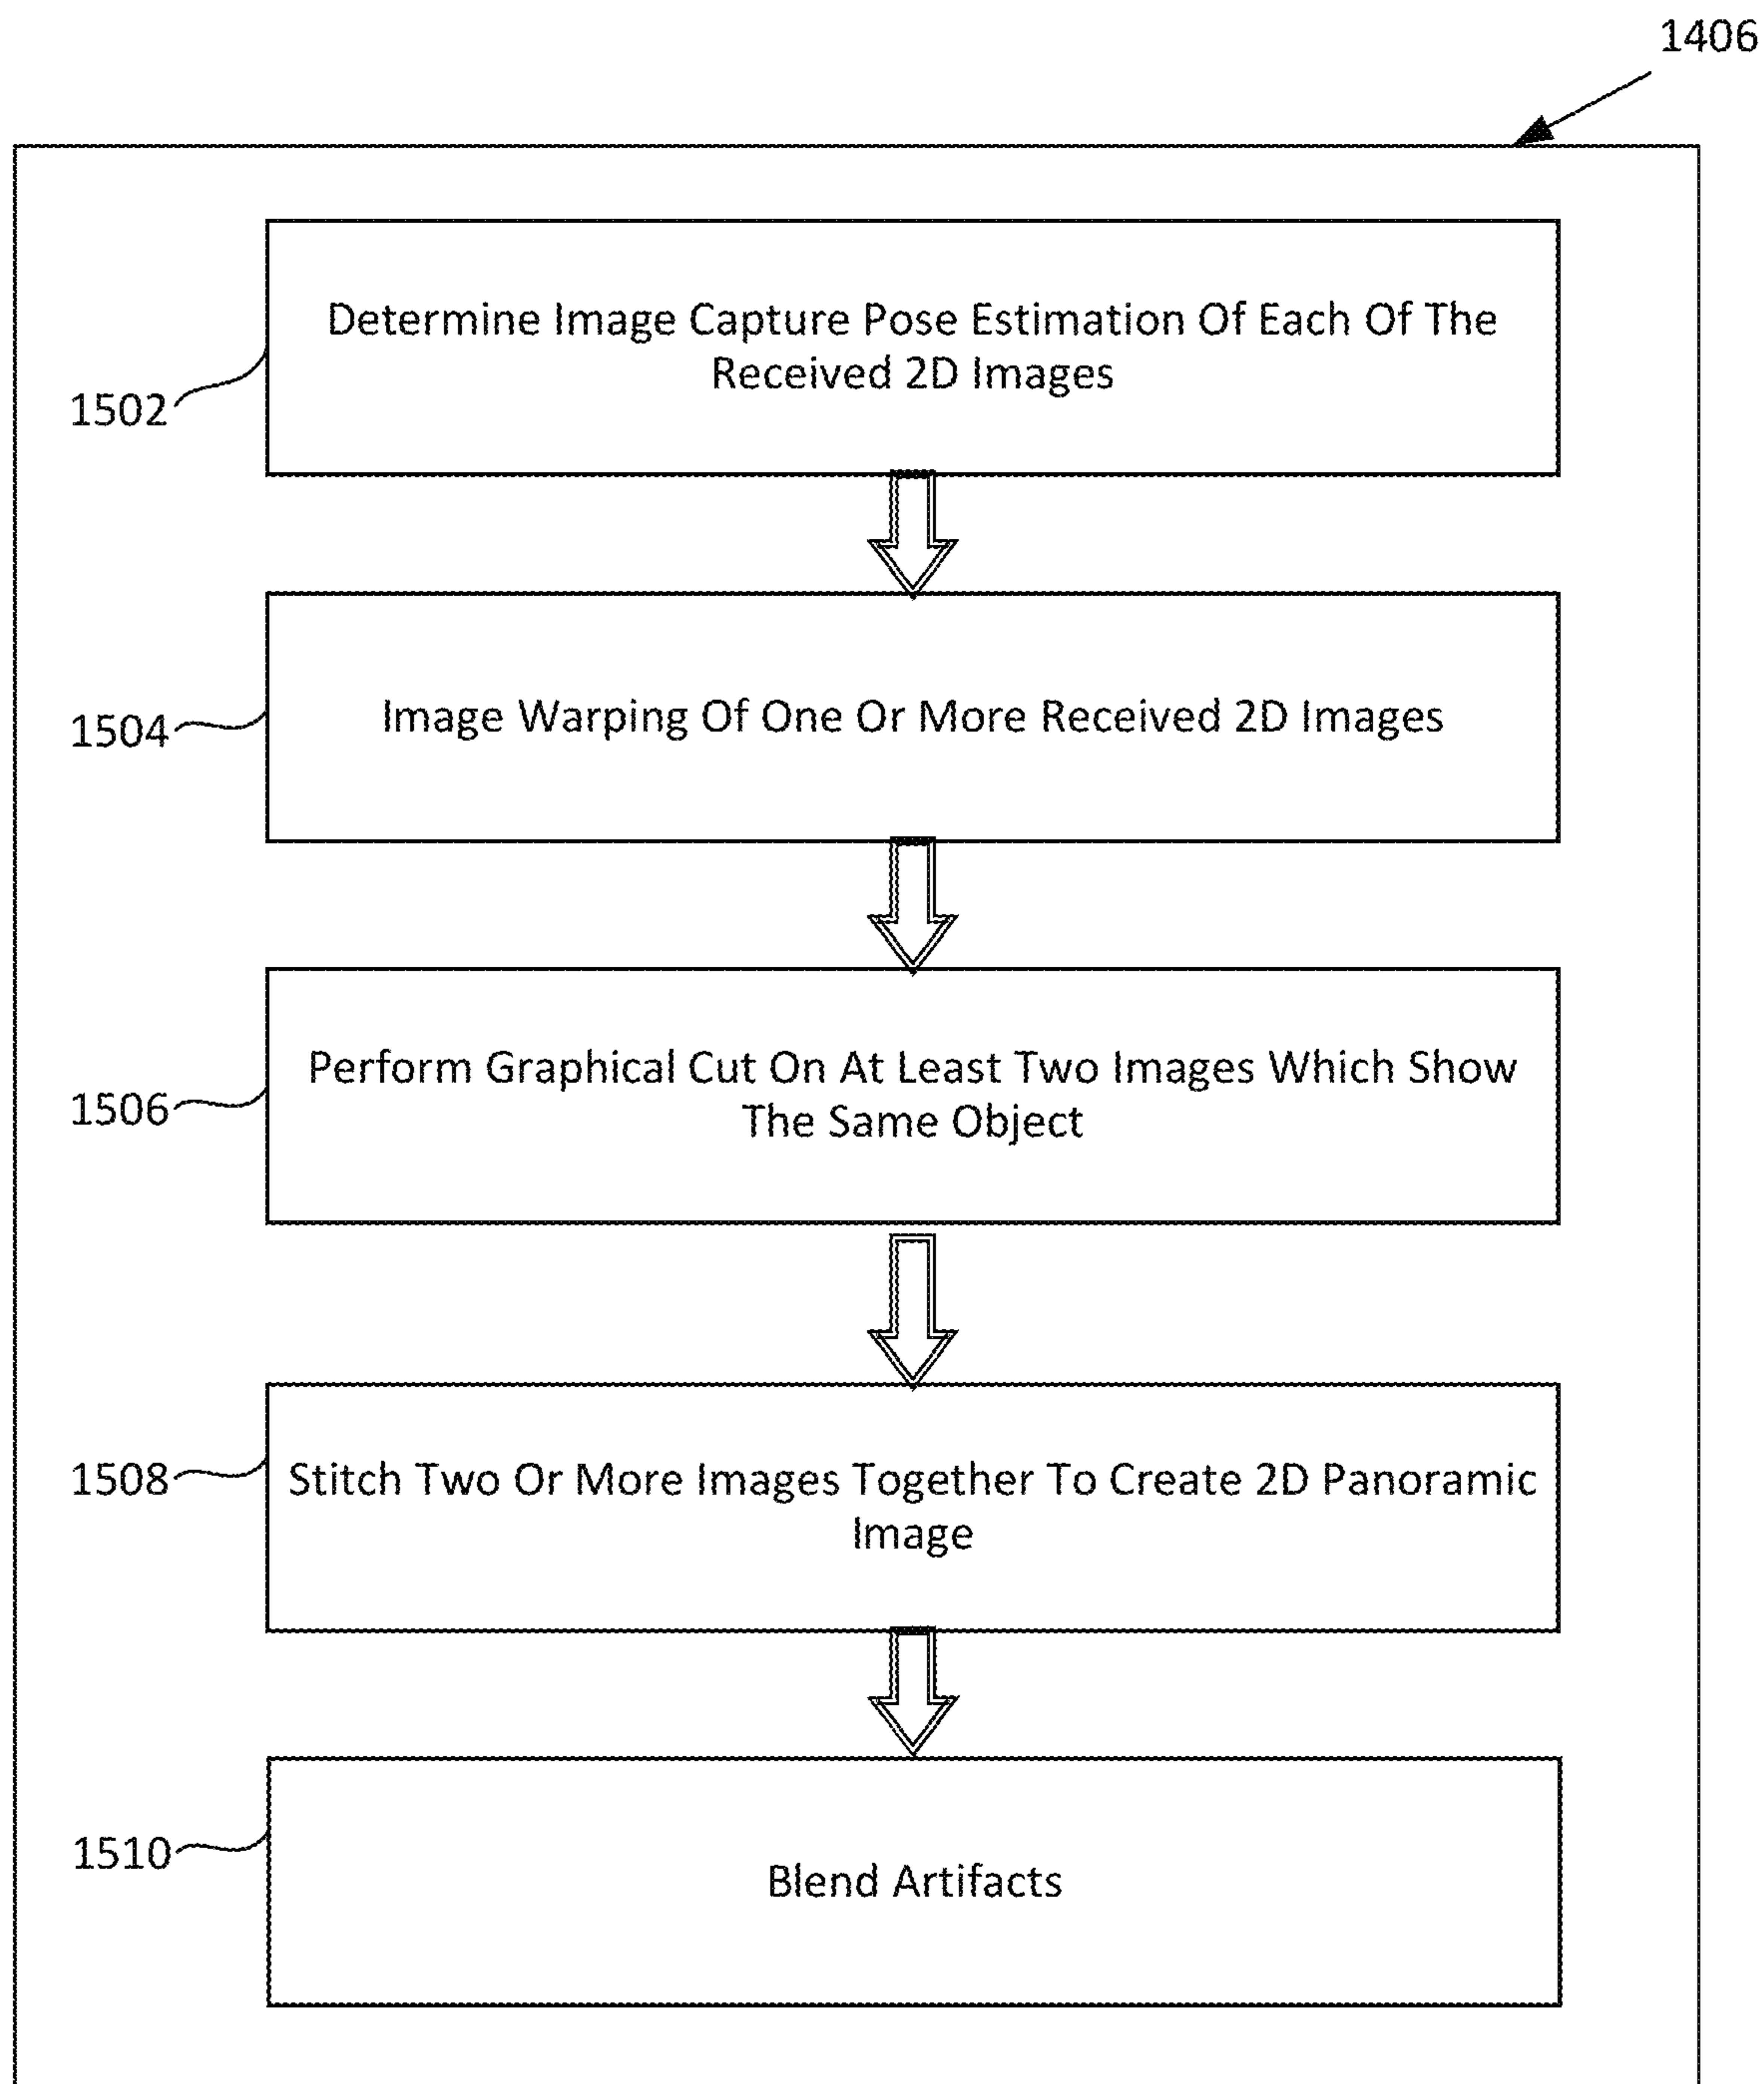 1406
Determine Image Capture Pose Estimation Of Each Of The
Received 2D Images
1502
Image Warping Of One Or More Received 2D Images
1504
Perform Graphical Cut On At Least Two Images Which Show
The Same Object
1506
Stitch Two Or More Images Together To Create 2D Panoramic
Image
1508
Blend Artifacts
1510